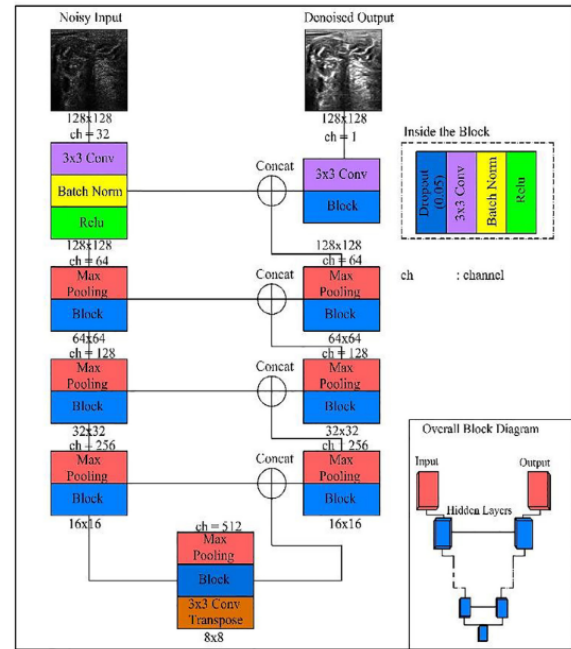 Noisy Input
Denoised Output
128x128
ch = 32
3x3 Conv
Batch Norm
Relu
128x128
ch = 64
Max
Pooling
Block
64x64
ch = 128
Max
Pooling
Block
32x32
ch = 256
Max
Pooling
Block
16x16
ch = 512
Max
Pooling
Block
3x3 Conv
Transpose
8x8
128x128
ch = 1
Concat
3x3 Conv
Block
128x128
ch = 64
Concat
Max
Pooling
Block
64x64
ch = 128
Concat
Max
Pooling
Block
32x32
ch = 256
Concat
Max
Pooling
Block
16x16
Inside the Block
Dropout
(0.05)
3x3 Conv
Batch Norm
Relu
ch : channel
Overall Block Diagram
Input
Output
Hidden Layers